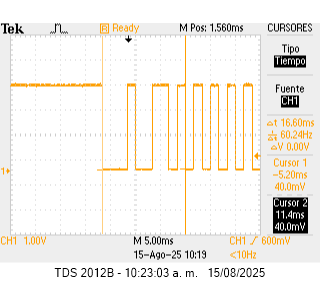 Tek
R Ready
M Pos: 1.560ms
CURSORES
Tipo
Tiempo
Fuente
CH1
Δt 16.60ms
60.24Hz
ΔV 0.00V
Cursor 1
-5.20ms
40.0mV
Cursor 2
11.4ms
40.0mV
1
CH1 1.00V
M 5.00ms
CH1 / 600mV
15-Ago-25 10:19
<10Hz
TDS 2012B - 10:23:03 a. m. 15/08/2025